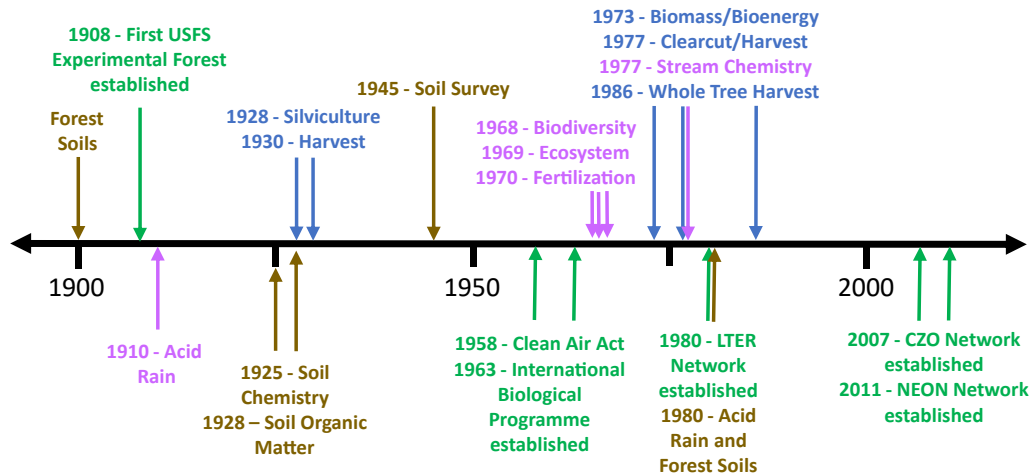 1908 - First USFS
Experimental Forest
established
Forest
Soils
1928 - Silviculture
1930 - Harvest
1945 - Soil Survey
1968 - Biodiversity
1969 - Ecosystem
1970 - Fertilization
1973 - Biomass/Bioenergy
1977 - Clearcut/Harvest
1977 - Stream Chemistry
1986 - Whole Tree Harvest
1900
1950
2000
1910 - Acid
Rain
1925 - Soil
Chemistry
1928 – Soil Organic
Matter
1958 - Clean Air Act
1963 - International
Biological
Programme
established
1980 - LTER
Network
established
1980 - Acid
Rain and
Forest Soils
2007 - CZO Network
established
2011 - NEON Network
established